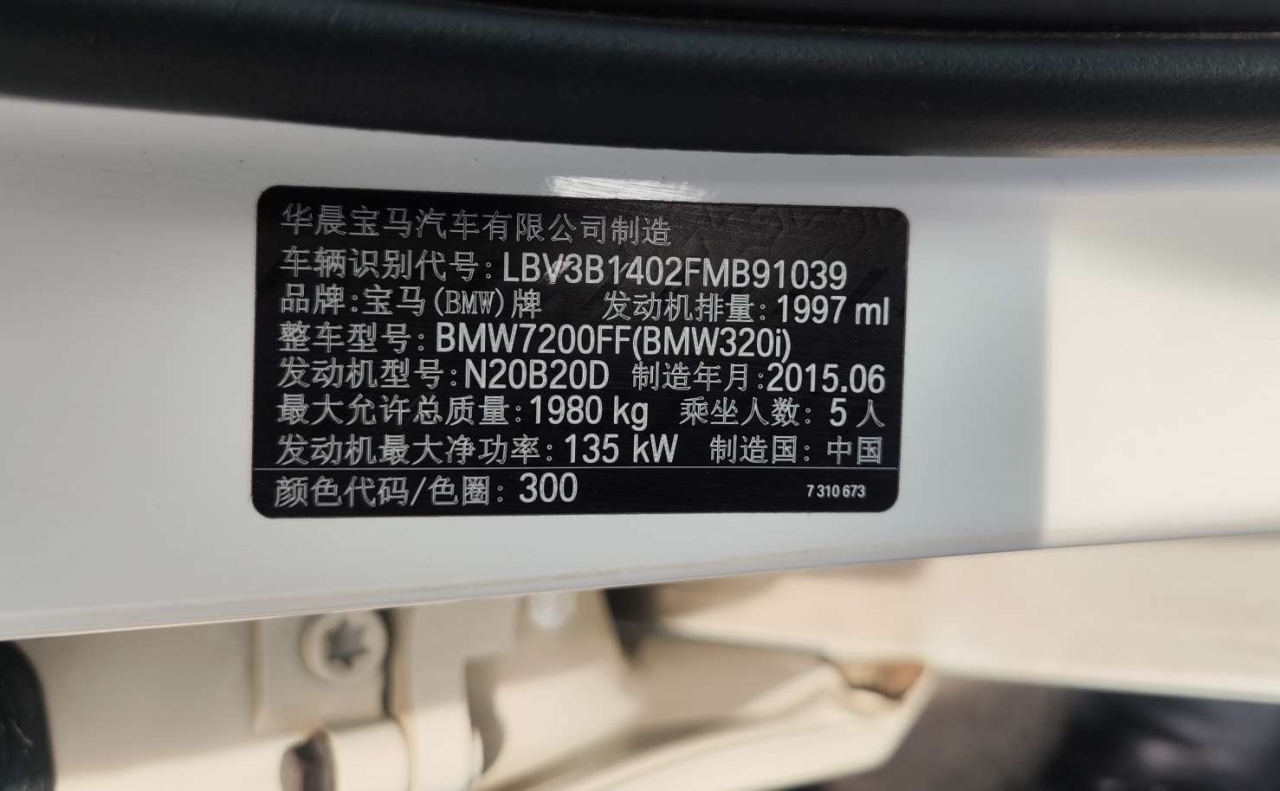 华晨宝马汽车有限公司制造
车辆识别代号:LBV3B1402FMB91039
品牌:宝马(BMW)牌 发动机排量:1997 ml
整车型号:BMW7200FF(BMW320i)
发动机型号:N20B20D 制造年月:2015.06
最大允许总质量:1980 kg 乘坐人数:5人
发动机最大净功率:135 kW 制造国:中国
颜色代码/色圈:300 7 310 673